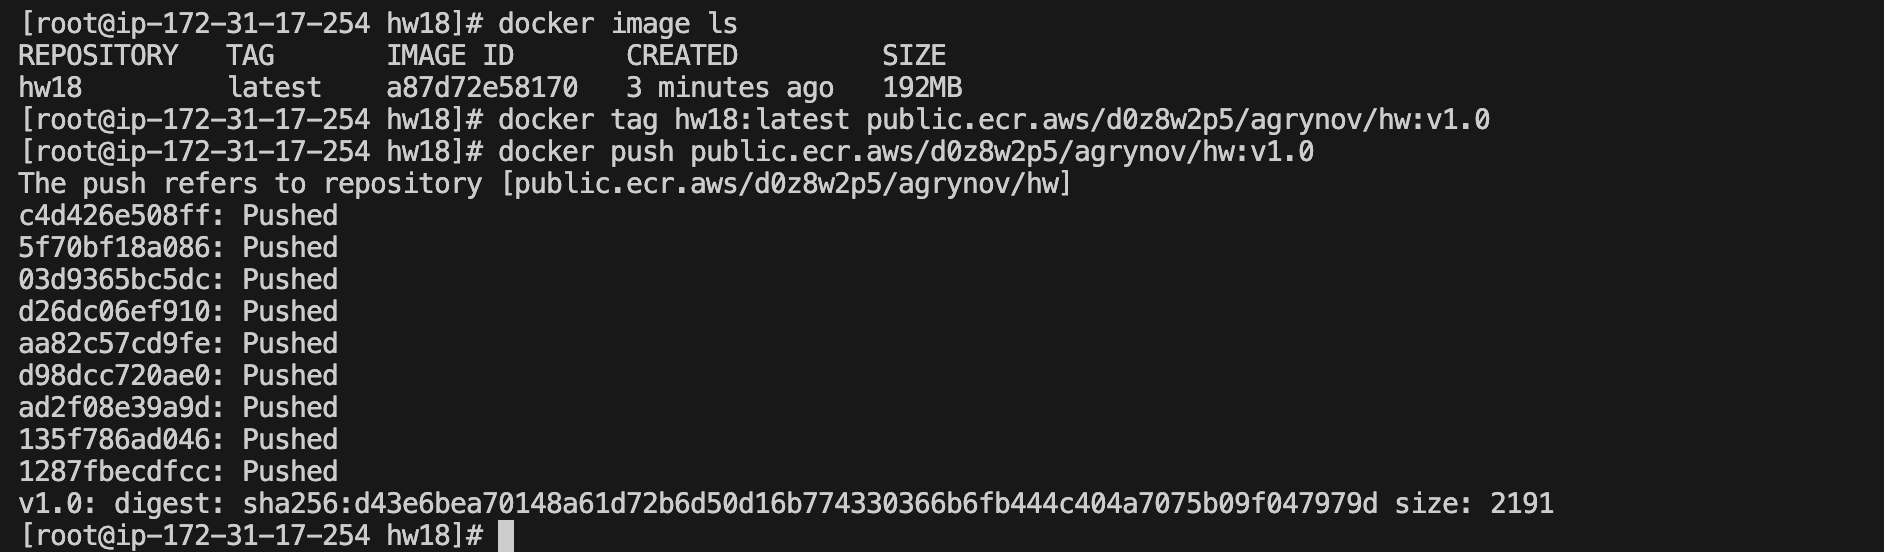 [root@ip-172-31-17-254 hw18]# docker image ls
REPOSITORY   TAG       IMAGE ID       CREATED         SIZE
hw18         latest    a87d72e58170   3 minutes ago   192MB
[root@ip-172-31-17-254 hw18]# docker tag hw18:latest public.ecr.aws/d0z8w2p5/agrynov/hw:v1.0
[root@ip-172-31-17-254 hw18]# docker push public.ecr.aws/d0z8w2p5/agrynov/hw:v1.0
The push refers to repository [public.ecr.aws/d0z8w2p5/agrynov/hw]
c4d426e508ff: Pushed
5f70bf18a086: Pushed
03d9365bc5dc: Pushed
d26dc06ef910: Pushed
aa82c57cd9fe: Pushed
d98dcc720ae0: Pushed
ad2f08e39a9d: Pushed
135f786ad046: Pushed
1287fbecdfcc: Pushed
v1.0: digest: sha256:d43e6bea70148a61d72b6d50d16b774330366b6fb444c404a7075b09f047979d size: 2191
[root@ip-172-31-17-254 hw18]#